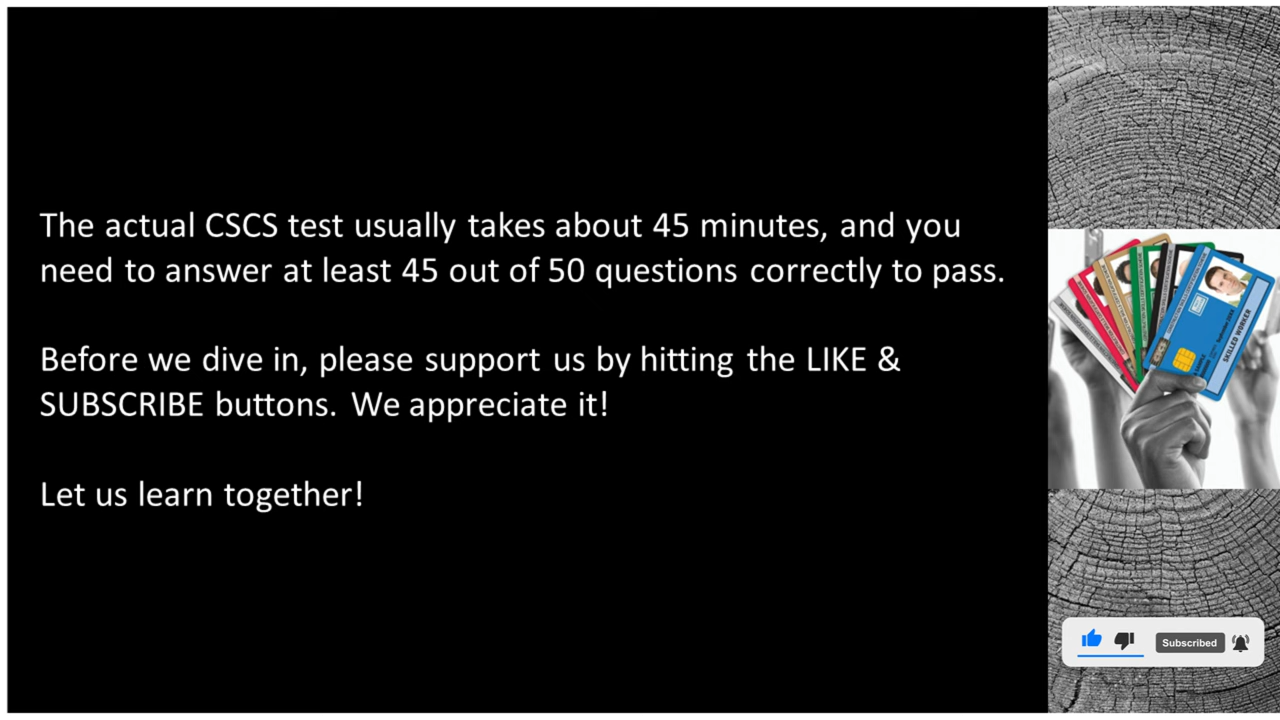 The actual CSCS test usually takes about 45 minutes, and you
need to answer at least 45 out of 50 questions correctly to pass.
Before we dive in, please support us by hitting the LIKE &
SUBSCRIBE buttons. We appreciate it!
Let us learn together!
SKILLED WORKER
Subscribed